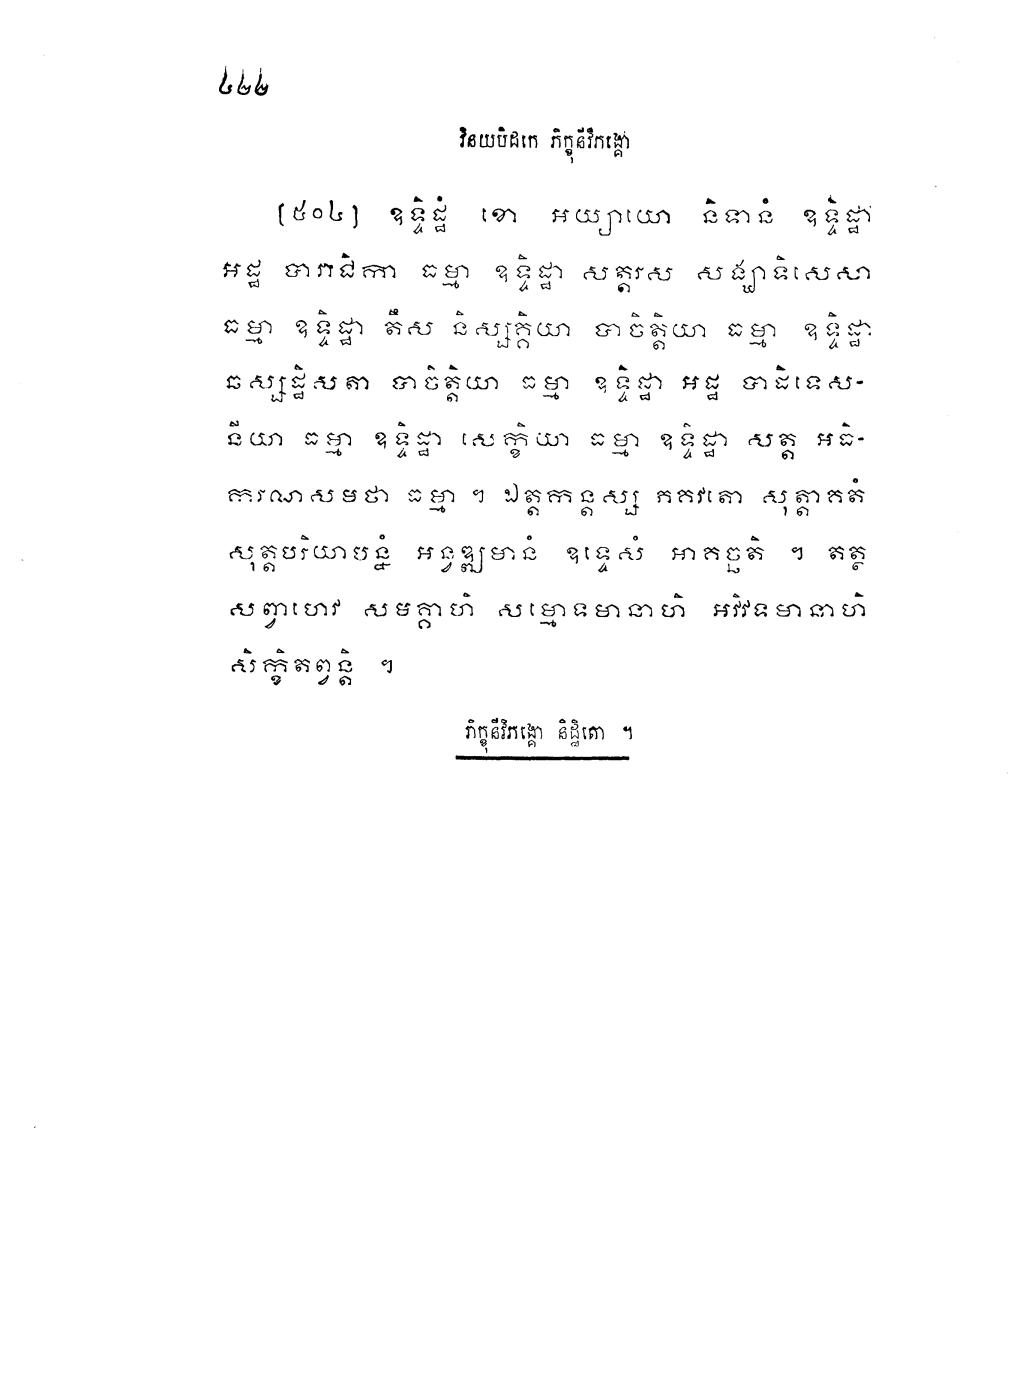 ៤២២
វិនយបិដកេ ភិក្ខុនីវិភង្គោ
[៥០៤] ឧទ្ទិដ្ឋំ ខោ អយ្យាយោ និទានំ ឧទ្ទិដ្ឋា
អដ្ឋ បារាជិកា ធម្មា ឧទ្ទិដ្ឋា សត្តរស សង្ឃាទិសេសា
ធម្មា ឧទ្ទិដ្ឋា តឹស និស្សគ្គិយា បាចិត្តិយា ធម្មា ឧទ្ទិដ្ឋា
ឆស្សដ្ឋិសតា បាចិត្តិយា ធម្មា ឧទ្ទិដ្ឋា អដ្ឋ បាដិទេស-
នីយា ធម្មា ឧទ្ទិដ្ឋា សេក្ខិយា ធម្មា ឧទ្ទិដ្ឋា សត្ត អធិ-
ករណសមថា ធម្មា ។ ឯត្តកន្តស្ស ភគវតោ សុត្តាគតំ
សុត្តបរិយាបន្នំ អន្វឌ្ឍមាសំ ឧទ្ទេសំ អាគច្ឆតិ ។ តត្ថ
សព្វាហេវ សមគ្គាហិ សម្មោទមានាហិ អវិវទមានាហិ
សិក្ខិតព្វន្តិ ។
ភិក្ខុនីវិភង្គោ និដ្ឋិតោ ។